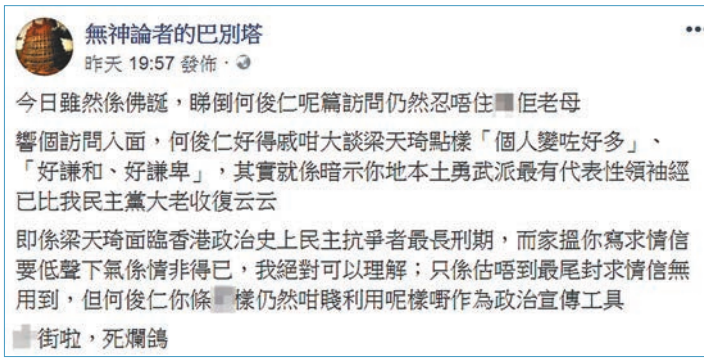 無神論者的巴別塔
昨天 19:57 發佈 ·
今日雖然係佛誕，睇倒何俊仁呢篇訪問仍然忍唔住 佢老母
響個訪問入面，何俊仁好得戚咁大談梁天琦點樣「個人變咗好多」、
「好謙和、好謙卑」，其實就係暗示你地本土勇武派最有代表性領袖經
已比我民主黨大老收復云云
即係梁天琦面臨香港政治史上民主抗爭者最長刑期，而家搵你寫求情信
要低聲下氣係情非得已，我絕對可以理解；只係估唔到最尾封求情信無
用到，但何俊仁你條 樣仍然咁賤利用呢樣嘢作為政治宣傳工具
街啦，死爛鴿